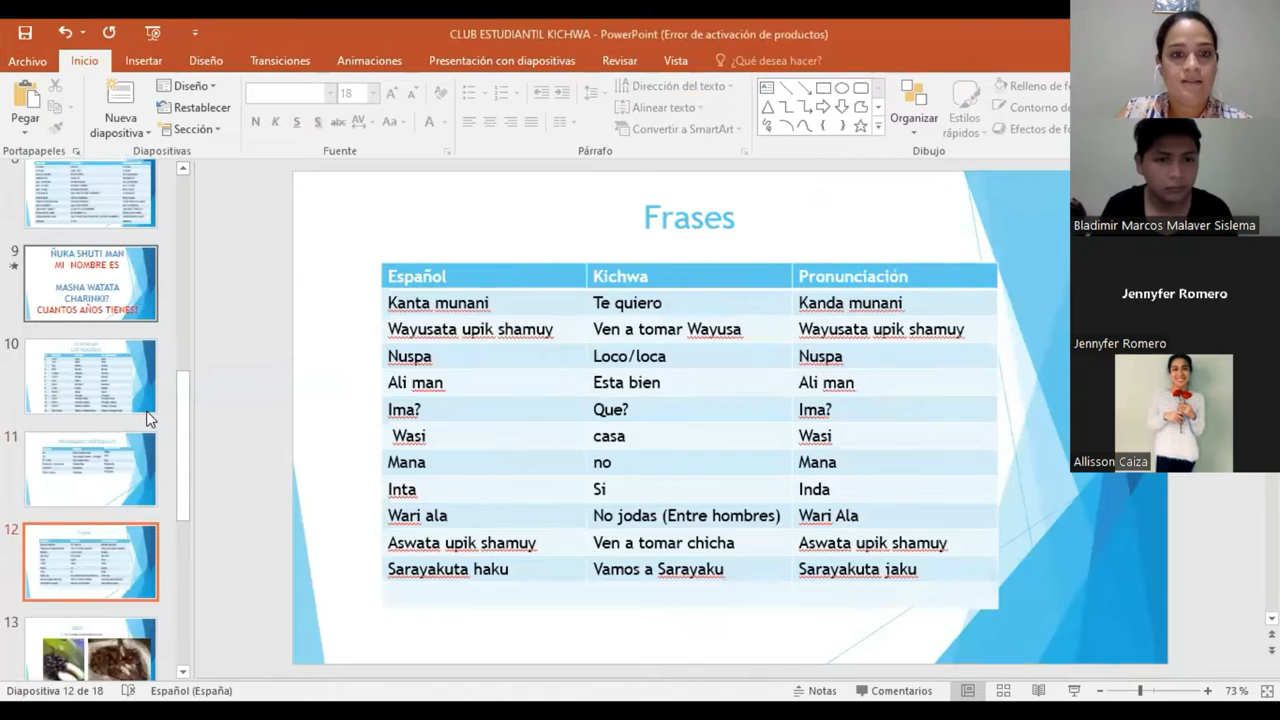 CLUB ESTUDIANTIL KICHWA - PowerPoint (Error de activación de productos)
Archivo Inicio Insertar Diseño Transiciones Animaciones Presentación con diapositivas Revisar Vista ¿Qué desea hacer?
Pegar
Nueva diapositiva
Diseño
Restablecer
Sección
18
N K S S abc AV Aa A
Dirección del texto
Alinear texto
Convertir a SmartArt
Organizar
Estilos rápidos
Relleno de
Contorno de
Efectos de fo
Portapapeles Diapositivas Fuente Párrafo Dibujo
9
ÑUKA SHUTI MAN
MI NOMBRE ES
MASNA WATATA
CHARINKI?
CUANTOS AÑOS TIENES?
10
11
12
13
Frases
Español Kichwa Pronunciación
Kanta munani Te quiero Kanda munani
Wayusata upik shamuy Ven a tomar Wayusa Wayusata upik shamuy
Nuspa Loco/loca Nuspa
Ali man Esta bien Ali man
Ima? Que? Ima?
Wasi casa Wasi
Mana no Mana
Inta Si Inda
Wari ala No jodas (Entre hombres) Wari Ala
Aswata upik shamuy Ven a tomar chicha Aswata upik shamuy
Sarayakuta haku Vamos a Sarayaku Sarayakuta jaku
Bladimir Marcos Malaver Sislema
Jennyfer Romero
Jennyfer Romero
Allisson Caiza
Diapositiva 12 de 18 Español (España) Notas Comentarios 73 %